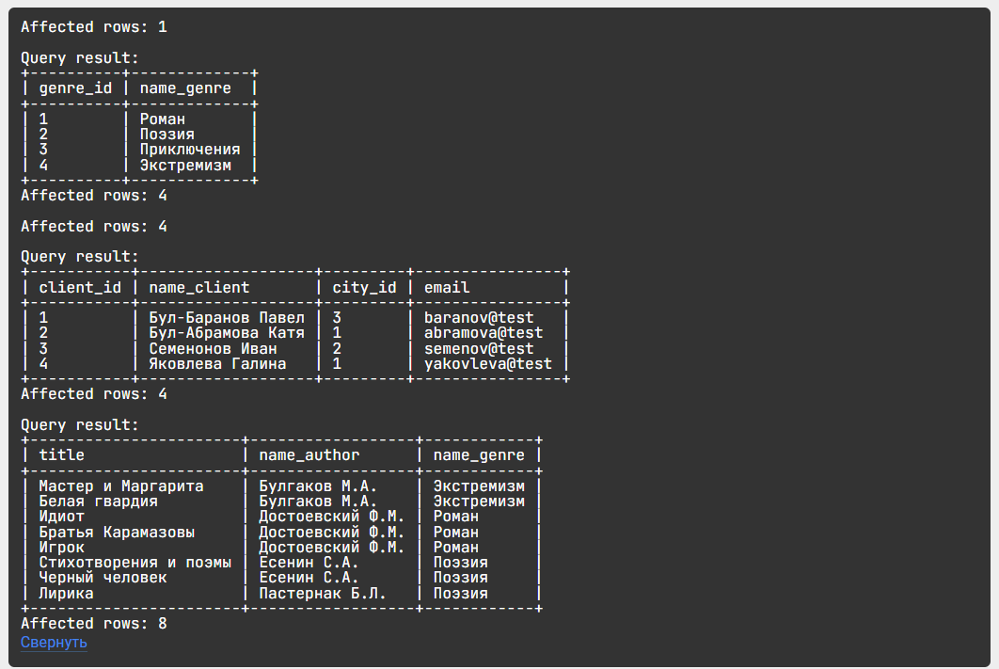 Affected rows: 1
Query result:
+----------+-------------+
| genre_id | name_genre  |
+----------+-------------+
| 1        | Роман       |
| 2        | Поэзия      |
| 3        | Приключения |
| 4        | Экстремизм  |
+----------+-------------+
Affected rows: 4
Affected rows: 4
Query result:
+-----------+-------------------+---------+----------------+
| client_id | name_client       | city_id | email          |
+-----------+-------------------+---------+----------------+
| 1         | Бул-Баранов Павел | 3       | baranov@test   |
| 2         | Бул-Абрамова Катя | 1       | abramova@test  |
| 3         | Семенонов Иван    | 2       | semenov@test   |
| 4         | Яковлева Галина   | 1       | yakovleva@test |
+-----------+-------------------+---------+----------------+
Affected rows: 4
Query result:
+-----------------------+------------------+------------+
| title                 | name_author      | name_genre |
+-----------------------+------------------+------------+
| Мастер и Маргарита    | Булгаков М.А.    | Экстремизм |
| Белая гвардия         | Булгаков М.А.    | Экстремизм |
| Идиот                 | Достоевский Ф.М. | Роман      |
| Братья Карамазовы     | Достоевский Ф.М. | Роман      |
| Игрок                 | Достоевский Ф.М. | Роман      |
| Стихотворения и поэмы | Есенин С.А.      | Поэзия     |
| Черный человек        | Есенин С.А.      | Поэзия     |
| Лирика                | Пастернак Б.Л.   | Поэзия     |
+-----------------------+------------------+------------+
Affected rows: 8
Свернуть